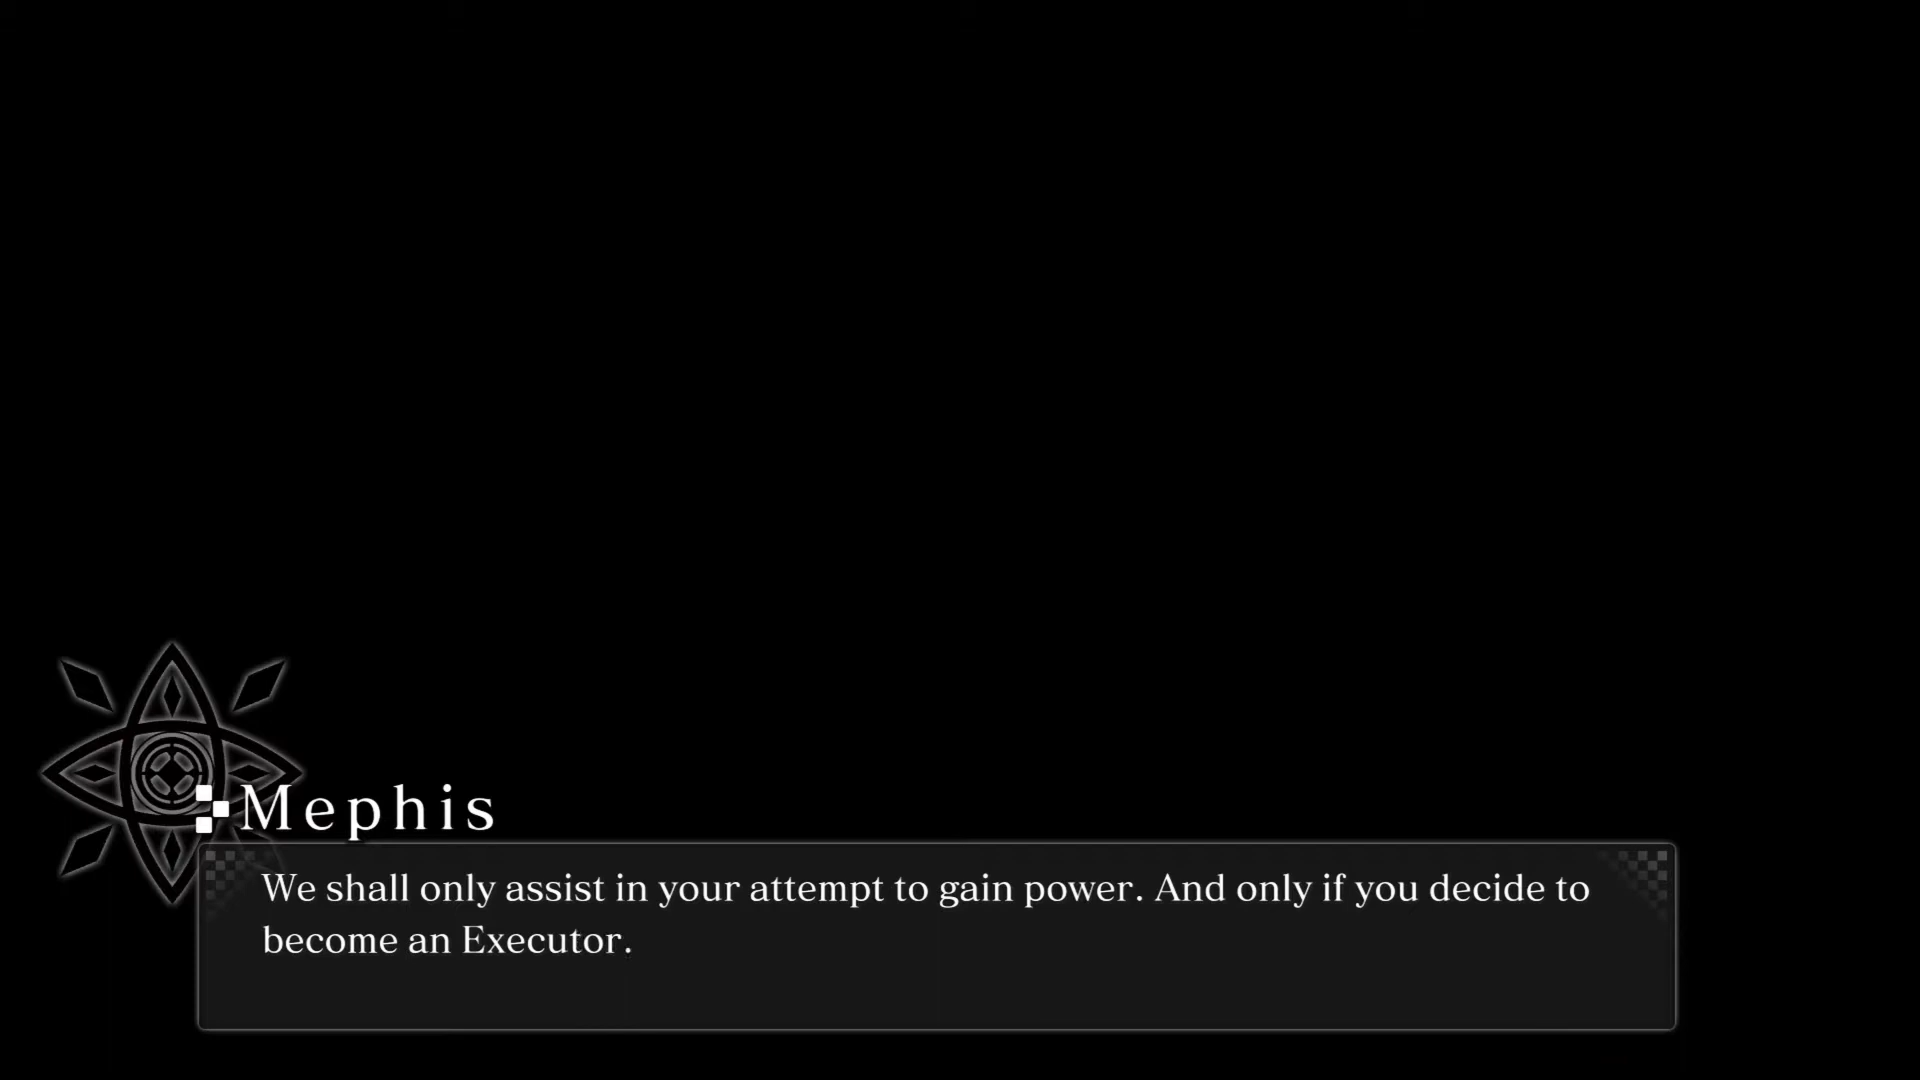 Mephis
We shall only assist in your attempt to gain power. And only if you decide to
become an Executor.